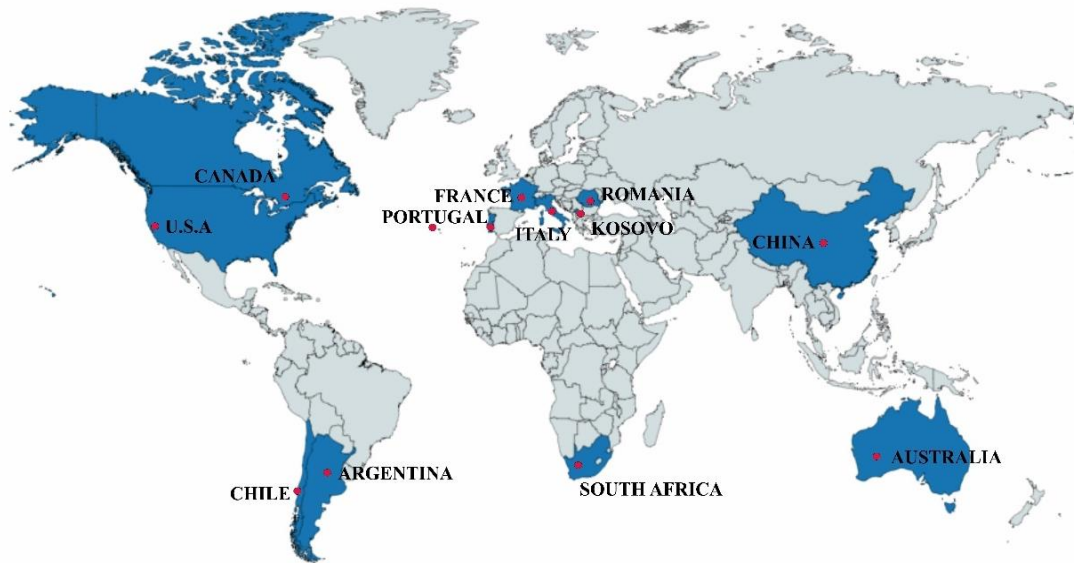 CANADA
U.S.A
FRANCE
ROMANIA
PORTUGAL
ITALY
KOSOVO
CHINA
ARGENTINA
CHILE
SOUTH AFRICA
AUSTRALIA